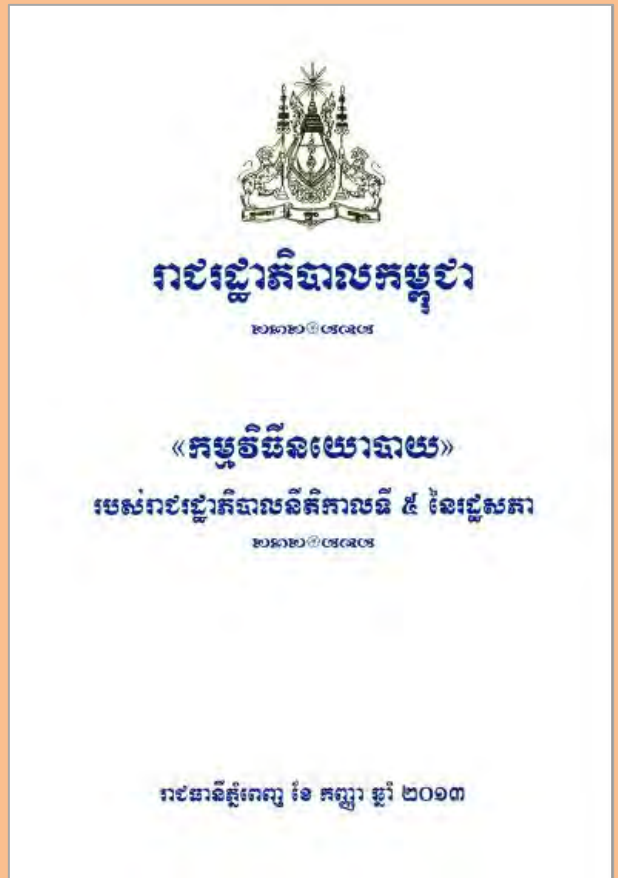 រាជរដ្ឋាភិបាលកម្ពុជា
«កម្មវិធីនយោបាយ»
របស់រាជរដ្ឋាភិបាលនីតិកាលទី ៥ នៃរដ្ឋសភា
រាជធានីភ្នំពេញ ខែ កញ្ញា ឆ្នាំ ២០១៣